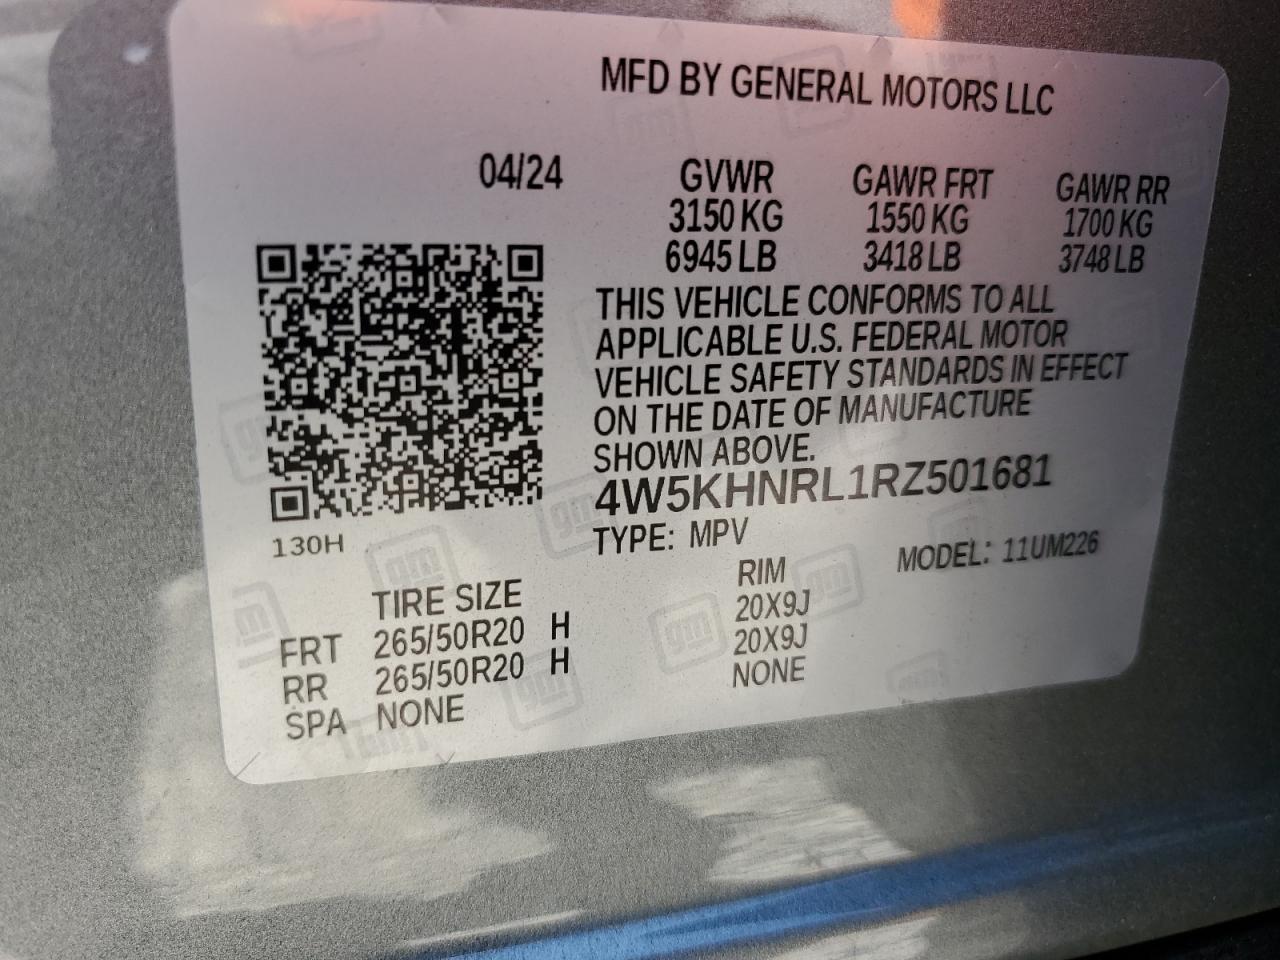 MFD BY GENERAL MOTORS LLC
04/24 GVWR GAWR FRT GAWR RR
3150 KG 1550 KG 1700 KG
6945 LB 3418 LB 3748 LB
THIS VEHICLE CONFORMS TO ALL
APPLICABLE U.S. FEDERAL MOTOR
VEHICLE SAFETY STANDARDS IN EFFECT
ON THE DATE OF MANUFACTURE
SHOWN ABOVE.
4W5KHNRL1RZ501681
TYPE: MPV MODEL: 11UM226
130H
TIRE SIZE RIM
FRT 265/50R20 H 20X9J
RR 265/50R20 H 20X9J
SPA NONE NONE